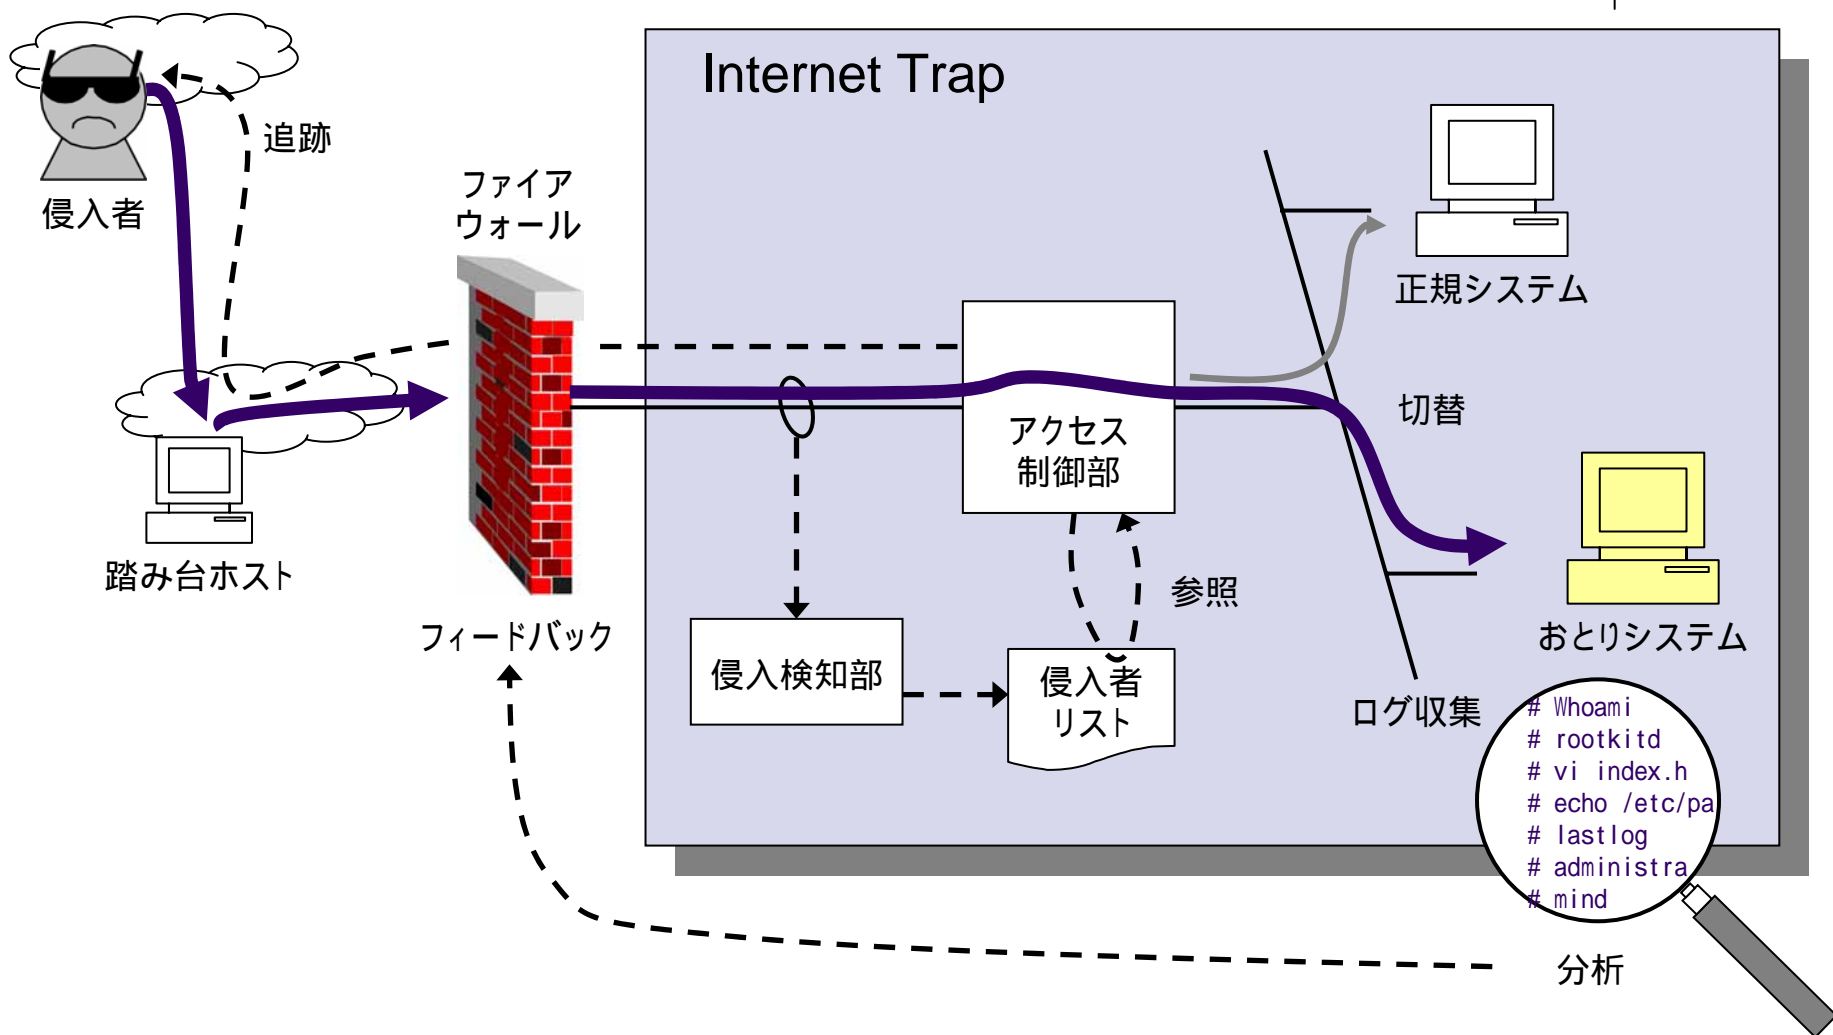 Internet Trap
追跡
侵入者
ファイア
ウォール
正規システム
切替
アクセス
制御部
踏み台ホスト
参照
フィードバック
おとりシステム
侵入検知部
侵入者
リスト
ログ収集
# Whoami
# rootkitd
# vi index.h
# echo /etc/pa
# lastlog
# administra
# mind
分析